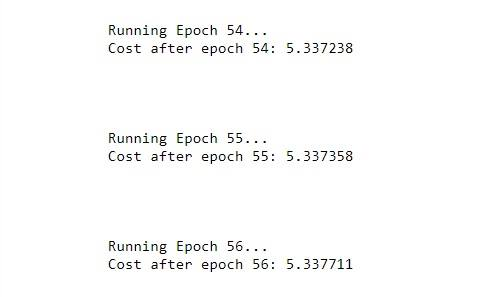 Running Epoch 54...
Cost after epoch 54: 5.337238
Running Epoch 55...
Cost after epoch 55: 5.337358
Running Epoch 56...
Cost after epoch 56: 5.337711